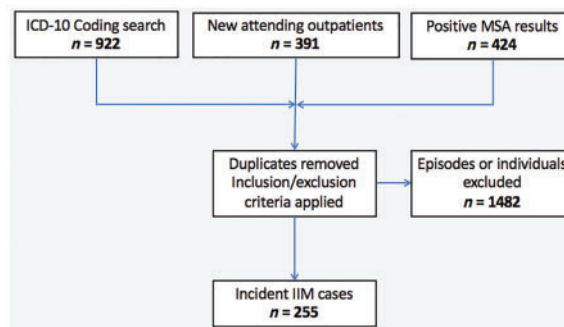 ICD-10 Coding search
n = 922
New attending outpatients
n = 391
Positive MSA results
n = 424
Duplicates removed
Inclusion/exclusion
criteria applied
Episodes or individuals
excluded
n = 1482
Incident IIM cases
n = 255